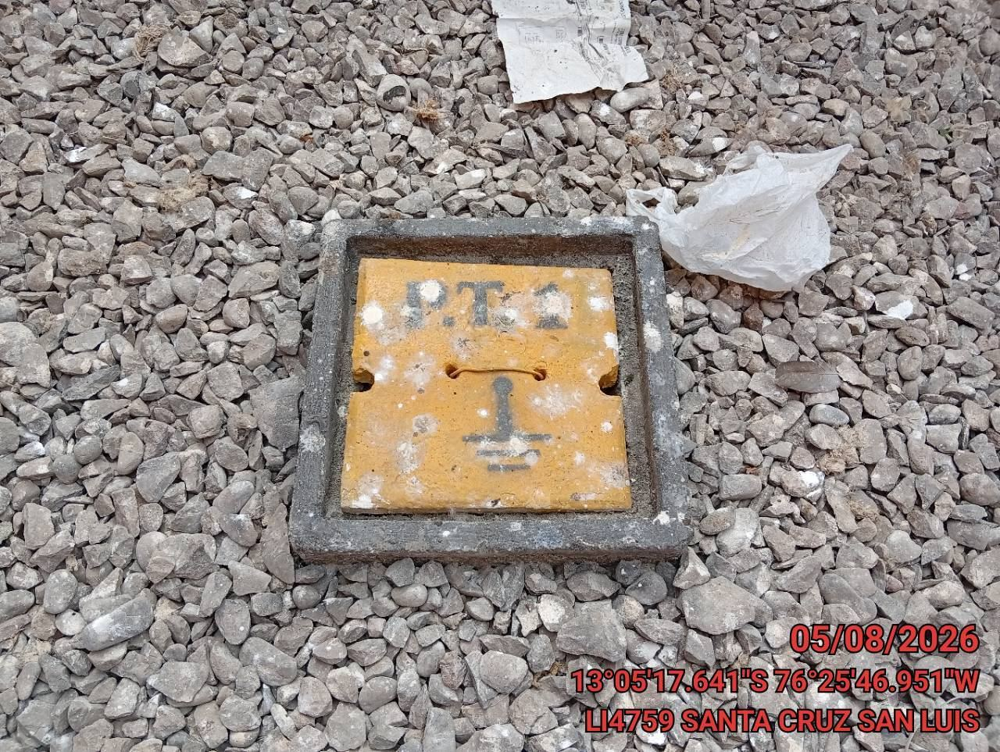 P.T. 1
05/08/2026
13°05'17.641"S 76°25'46.951"W
LI4759 SANTA CRUZ SAN LUIS